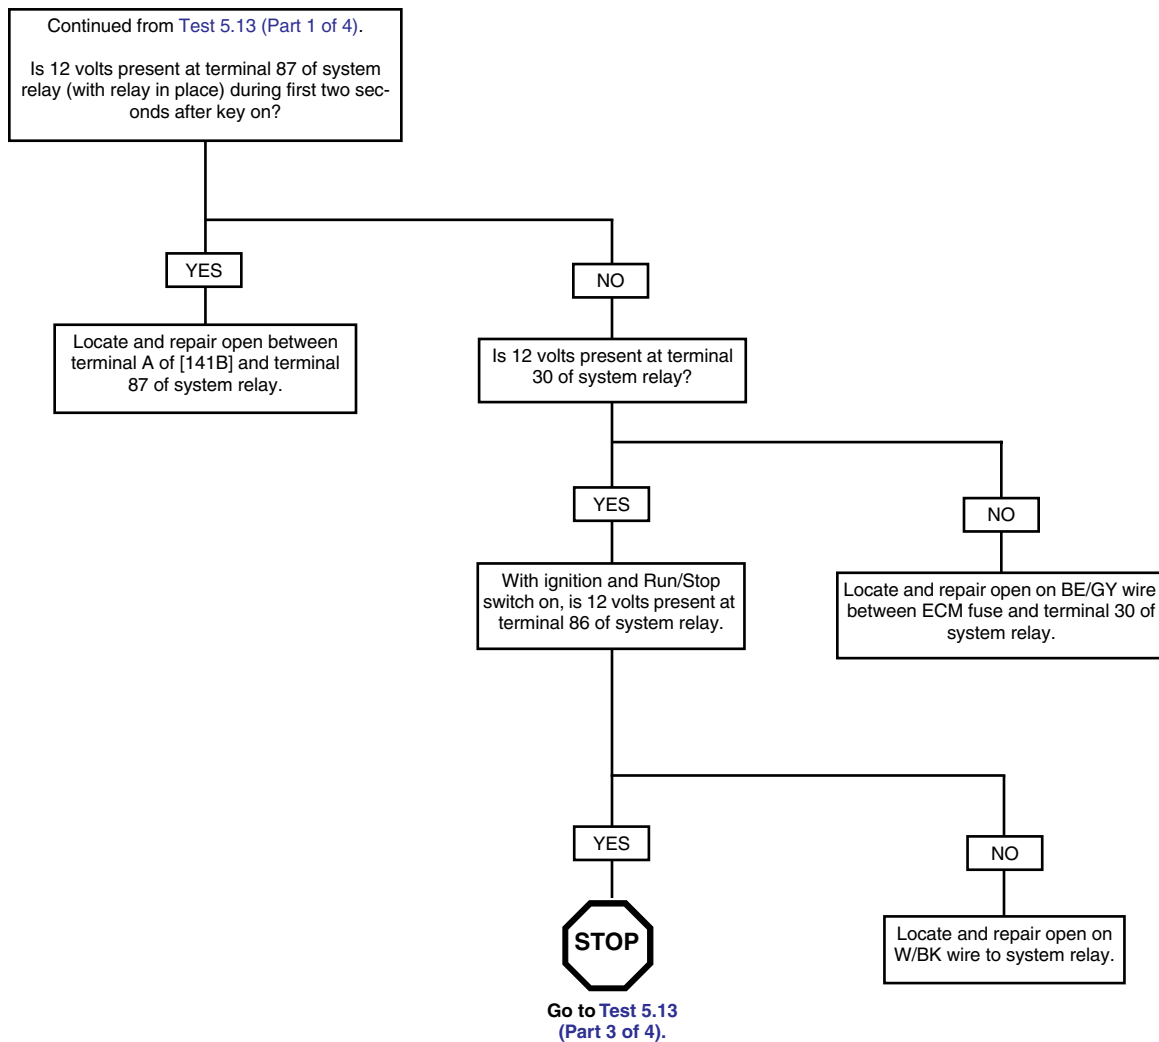 Continued from Test 5.13 (Part 1 of 4).
Is 12 volts present at terminal 87 of system
relay (with relay in place) during first two sec-
onds after key on?
YES
NO
Locate and repair open between
terminal A of [141B] and terminal
87 of system relay.
Is 12 volts present at terminal
30 of system relay?
YES
NO
With ignition and Run/Stop
switch on, is 12 volts present at
terminal 86 of system relay.
Locate and repair open on BE/GY wire
between ECM fuse and terminal 30 of
system relay.
YES
NO
STOP
Locate and repair open on
W/BK wire to system relay.
Go to Test 5.13
(Part 3 of 4).